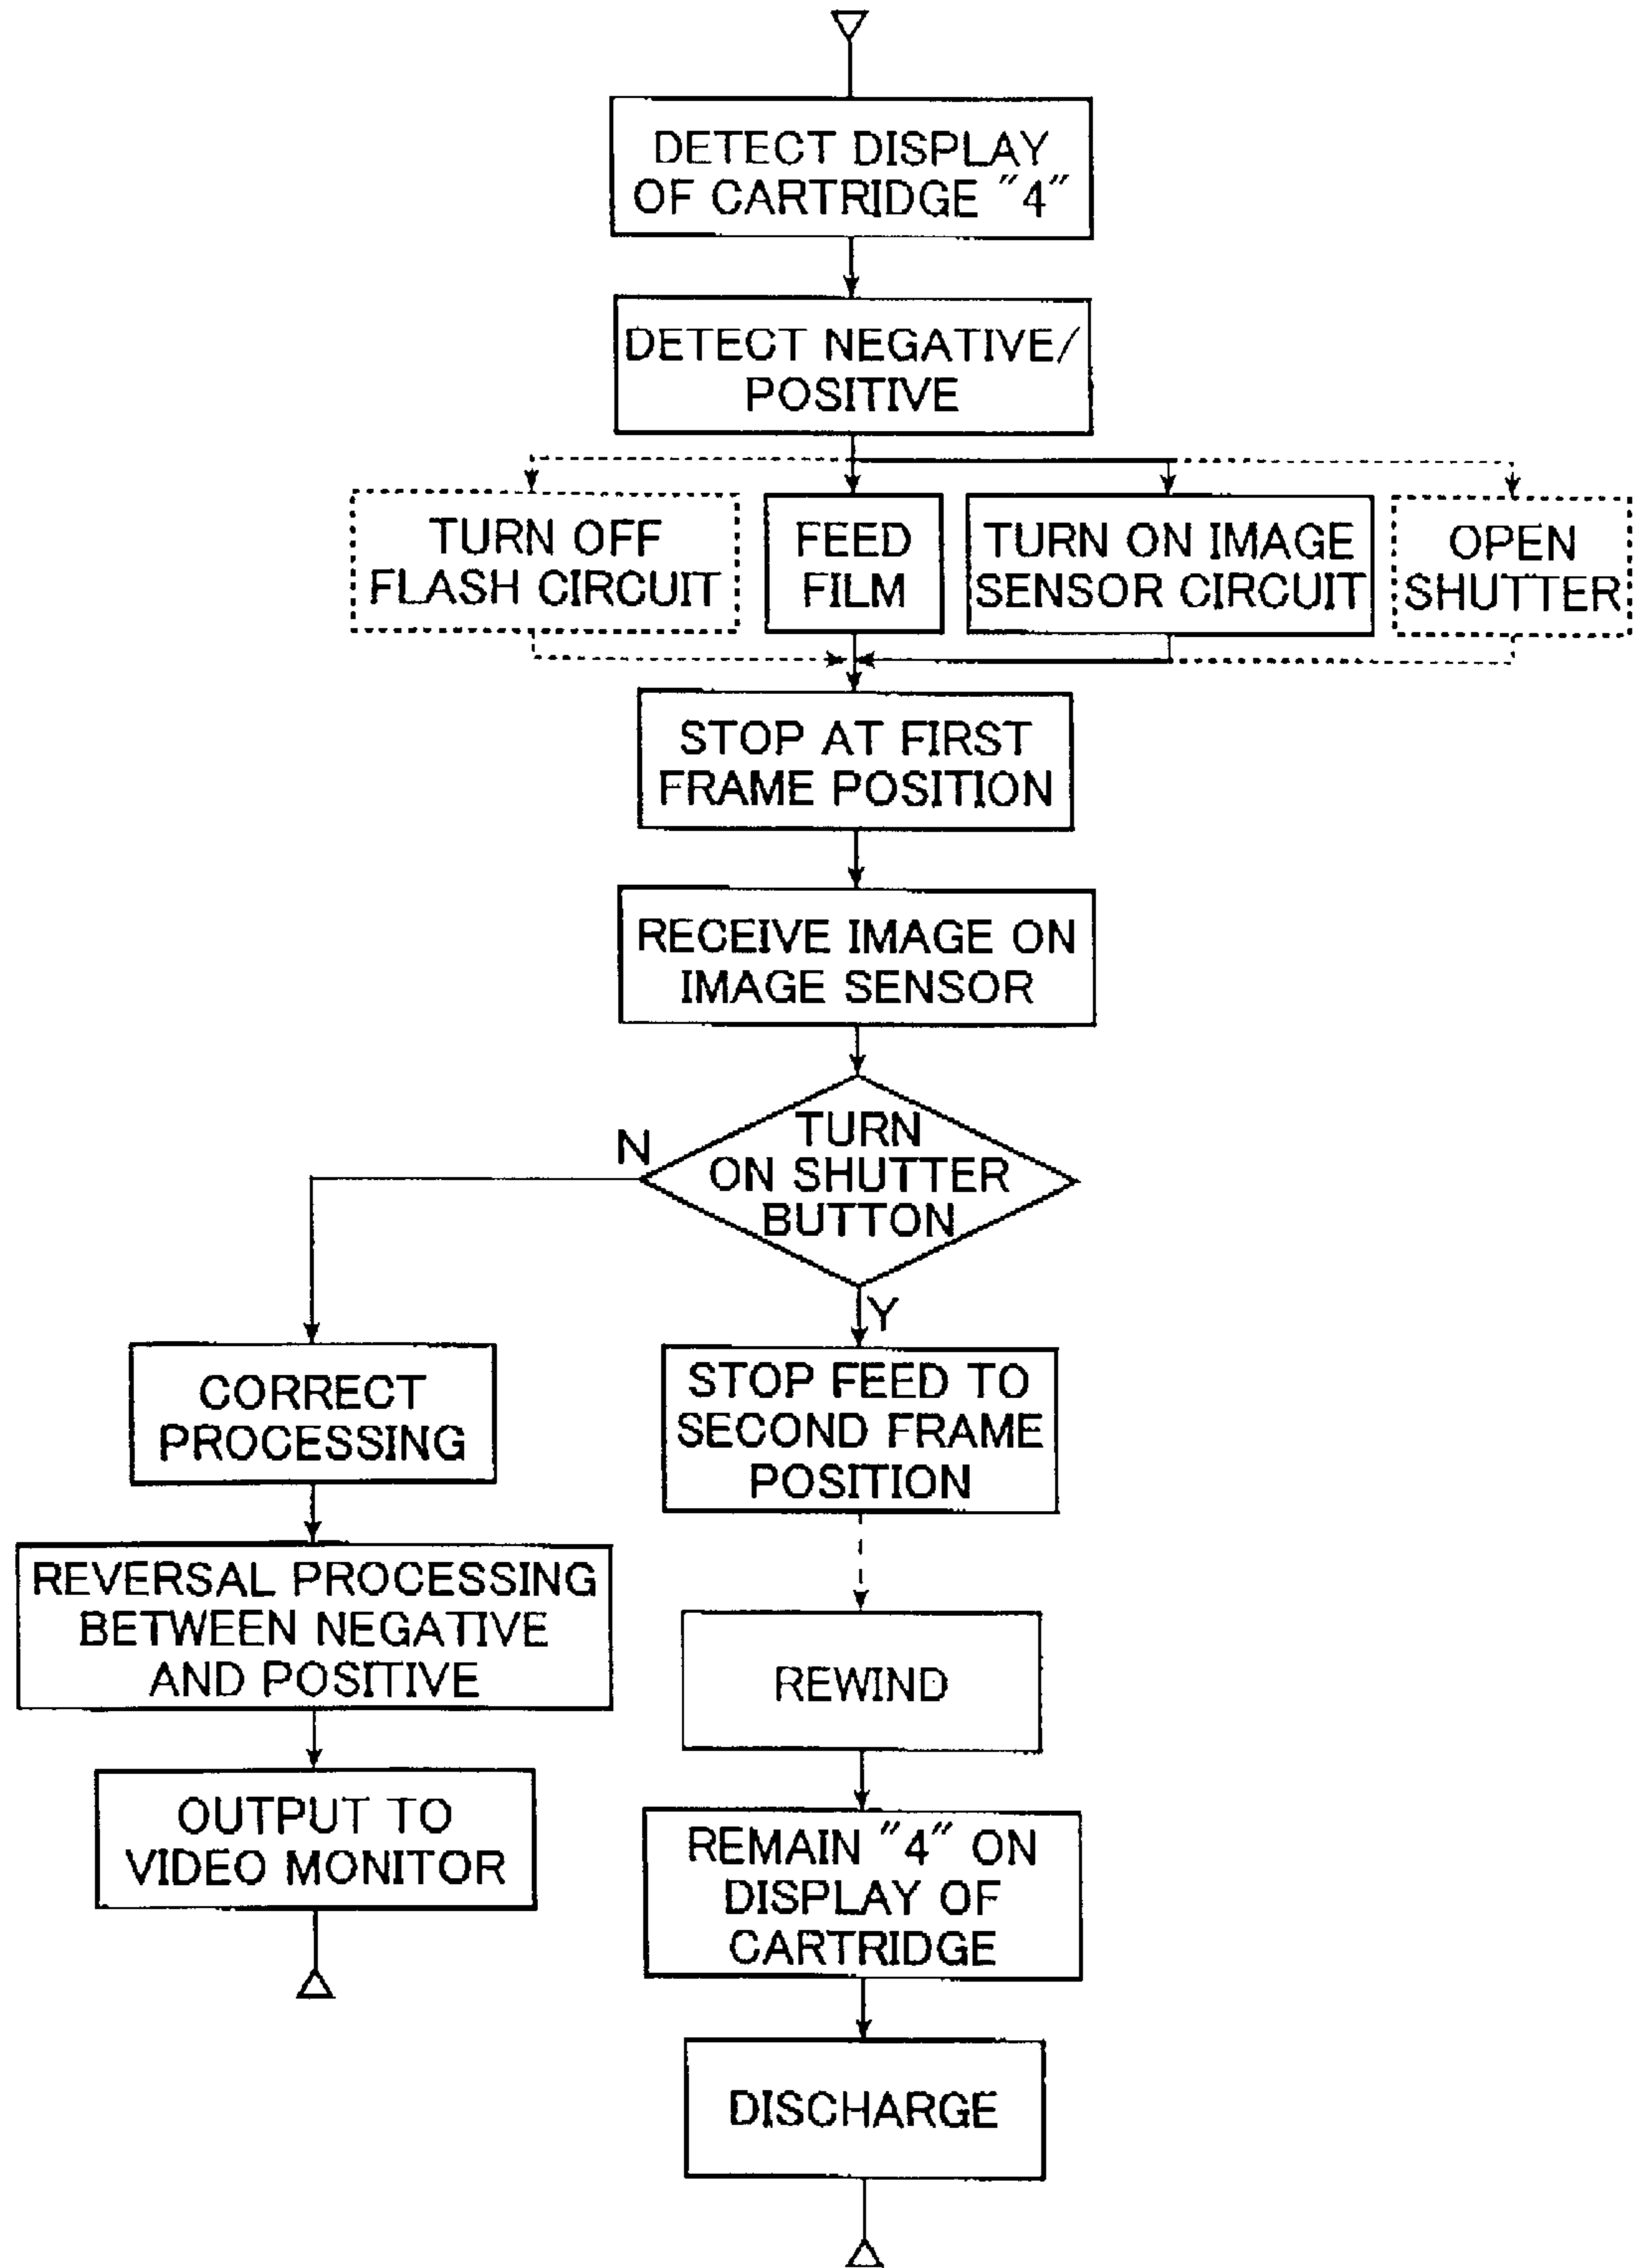 DETECT DISPLAY
OF CARTRIDGE "4"
DETECT NEGATIVE/
POSITIVE
TURN OFF
FLASH CIRCUIT
FEED
FILM
TURN ON IMAGE
SENSOR CIRCUIT
OPEN
SHUTTER
STOP AT FIRST
FRAME POSITION
RECEIVE IMAGE ON
IMAGE SENSOR
TURN
ON SHUTTER
BUTTON
N
Y
CORRECT
PROCESSING
REVERSAL PROCESSING
BETWEEN NEGATIVE
AND POSITIVE
OUTPUT TO
VIDEO MONITOR
STOP FEED TO
SECOND FRAME
POSITION
REWIND
REMAIN "4" ON
DISPLAY OF
CARTRIDGE
DISCHARGE